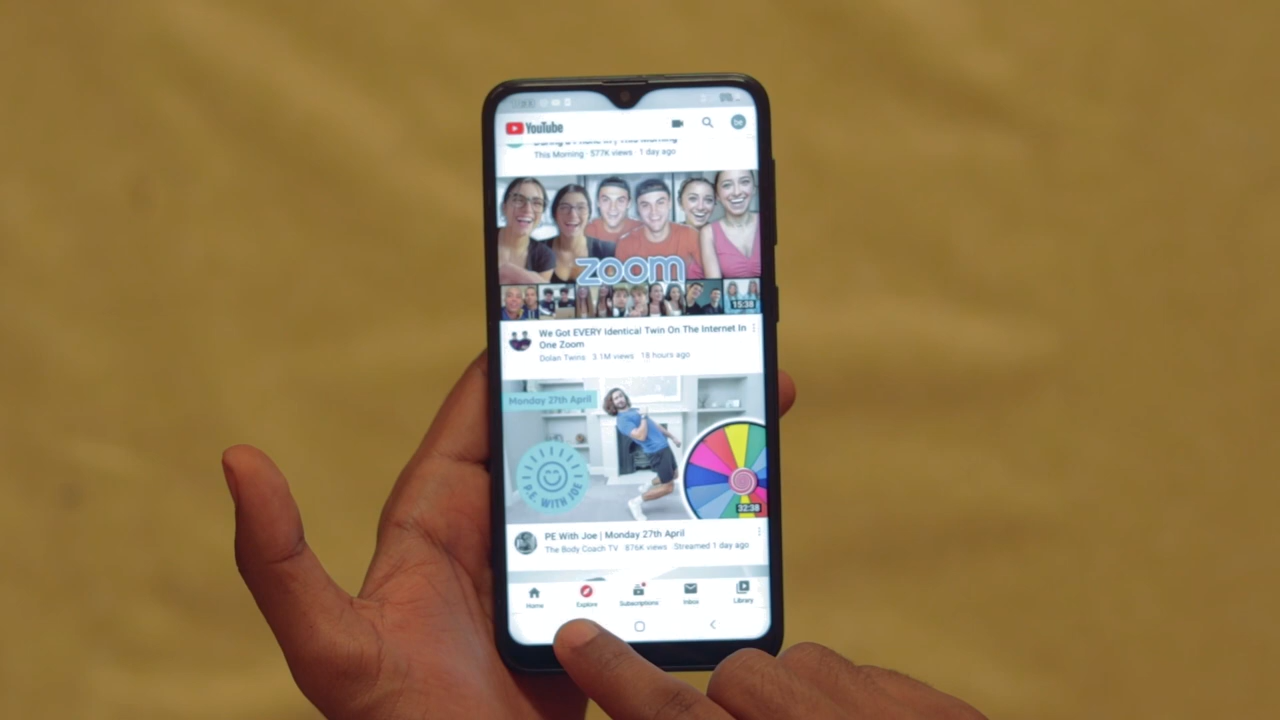 YouTube
be
This Morning · 577K views · 1 day ago
zoom
15:38
We Got EVERY Identical Twin On The Internet In
One Zoom
Dolan Twins · 3.1M views · 18 hours ago
Monday 27th April
P.E. WITH JOE
32:38
PE With Joe | Monday 27th April
The Body Coach TV · 876K views · Streamed 1 day ago
Home Explore Subscriptions Inbox Library